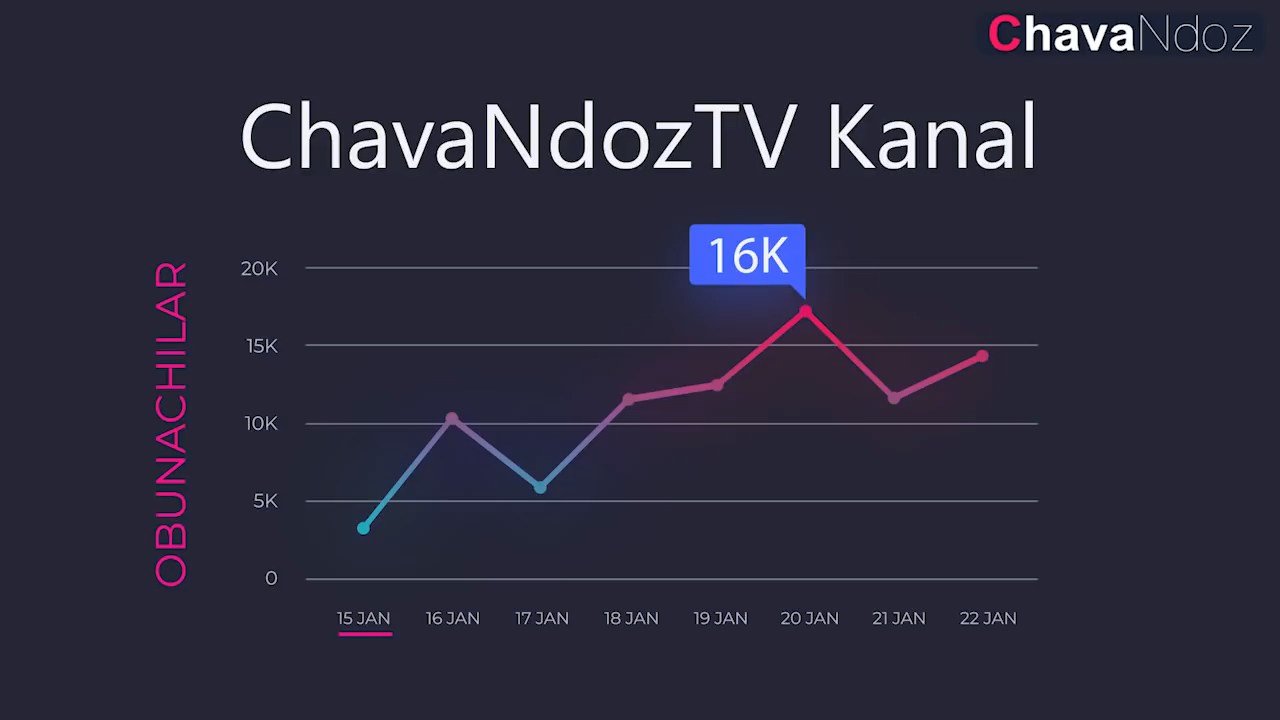 ChavaNdoz
ChavaNdozTV Kanal
16K
OBUNACHILAR
20K
15K
10K
5K
0
15 JAN 16 JAN 17 JAN 18 JAN 19 JAN 20 JAN 21 JAN 22 JAN